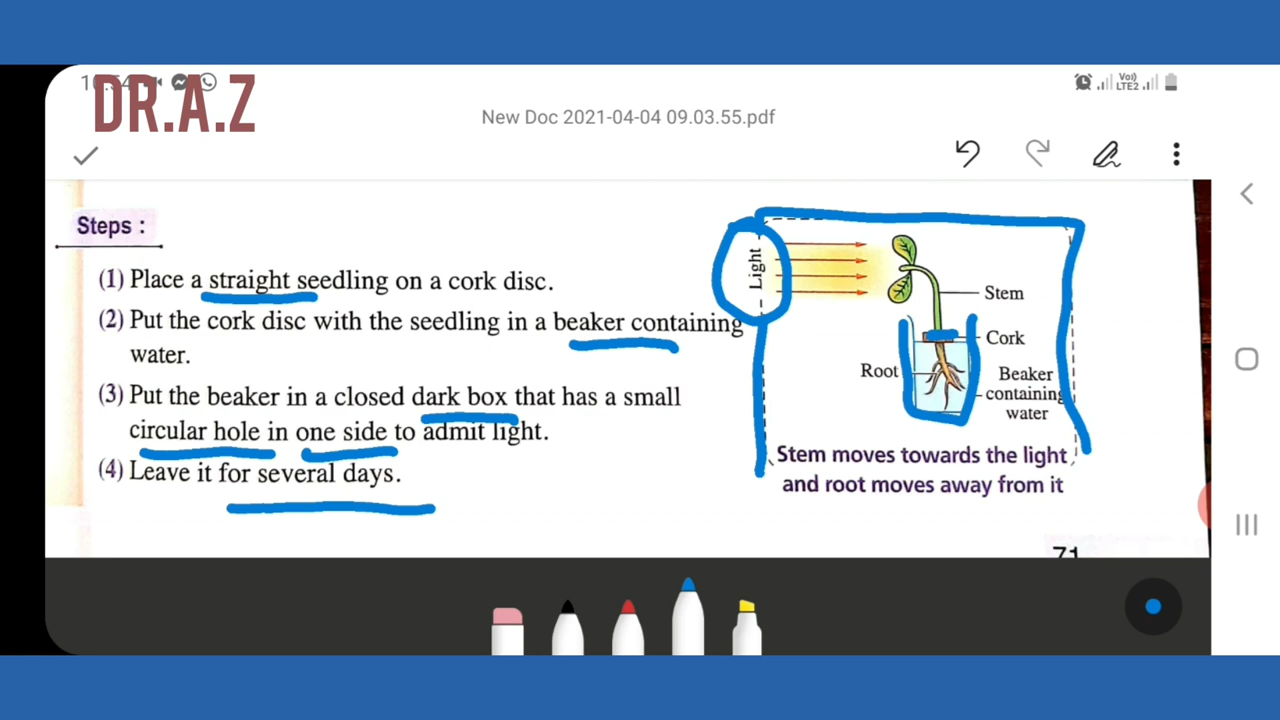 DR.A.Z
New Doc 2021-04-04 09.03.55.pdf
Steps :
(1) Place a straight seedling on a cork disc.
(2) Put the cork disc with the seedling in a beaker containing
water.
(3) Put the beaker in a closed dark box that has a small
circular hole in one side to admit light.
(4) Leave it for several days.
Light
Stem
Cork
Root
Beaker
containing
water
Stem moves towards the light
and root moves away from it
71